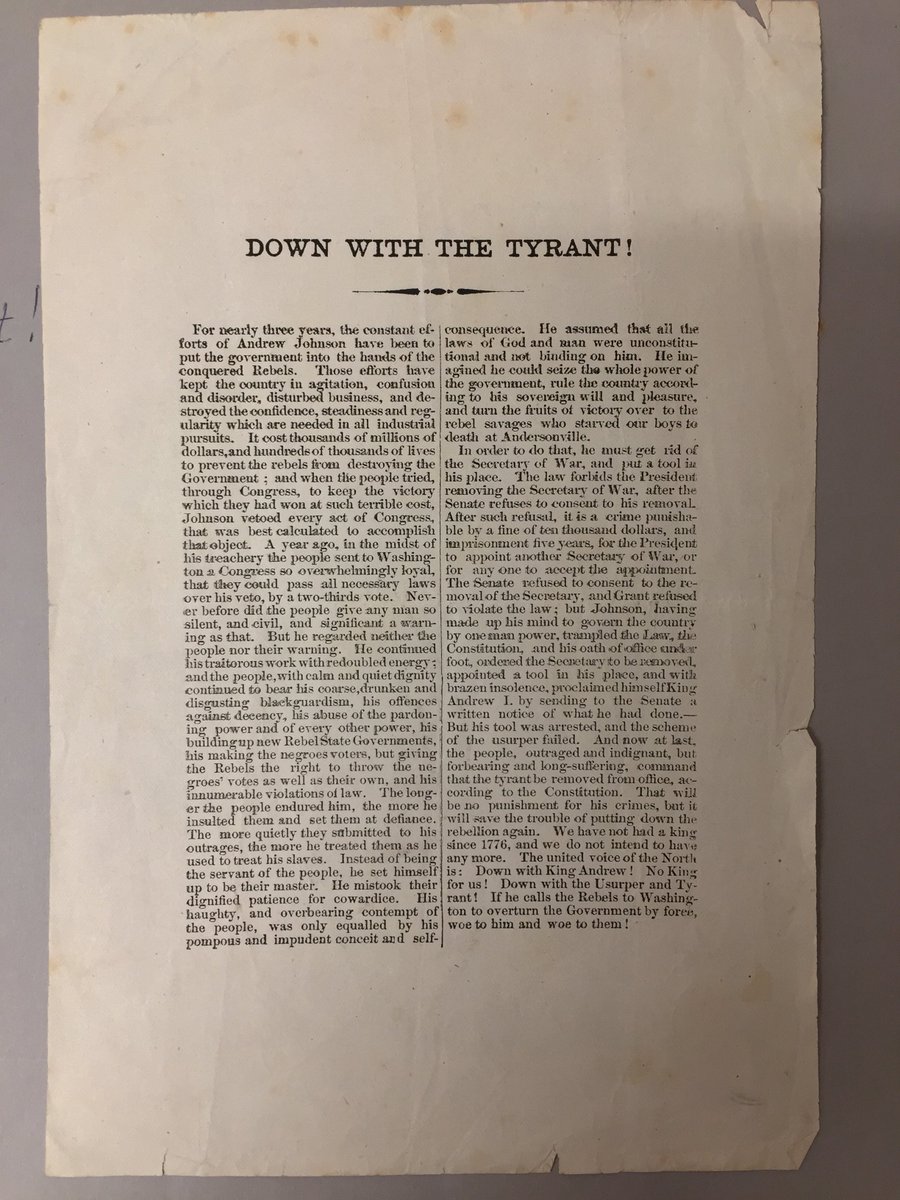 t!
DOWN WITH THE TYRANT!
For nearly three years, the constant ef-
forts of Andrew Johnson have been to
put the government into the hands of the
conquered Rebels. Those efforts have
kept the country in agitation, confusion
and disorder, disturbed business, and de-
stroyed the confidence, steadiness and reg-
ularity which are needed in all industrial
pursuits. It cost thousands of millions of
dollars,and hundreds of thousands of lives
to prevent the rebels from destroying the
Government ; and when the people tried,
through Congress, to keep the victory
which they had won at such terrible cost,
Johnson vetoed every act of Congress,
that was best calculated to accomplish
that object. A year ago, in the midst of
his treachery the people sent to Washing-
ton a Congress so overwhelmingly loyal,
that they could pass all necessary laws
over his veto, by a two-thirds vote. Nev-
er before did the people give any man so
silent, and civil, and significant a warn-
ing as that. But he regarded neither the
people nor their warning. He continued
his traitorous work with redoubled energy;
and the people, with calm and quiet dignity
continued to bear his coarse,drunken and
disgusting blackguardism, his offences
against decency, his abuse of the pardon-
ing power and of every other power, his
building up new Rebel State Governments,
his making the negroes voters, but giving
the Rebels the right to throw the ne-
groes' votes as well as their own, and his
innumerable violations of law. The long-
er the people endured him, the more he
insulted them and set them at defiance.
The more quietly they submitted to his
outrages, the more he treated them as he
used to treat his slaves. Instead of being
the servant of the people, he set himself
up to be their master. He mistook their
dignified patience for cowardice. His
haughty, and overbearing contempt of
the people, was only equalled by his
pompous and impudent conceit and self-
consequence. He assumed that all the
laws of God and man were unconstitu-
tional and not binding on him. He im-
agined he could seize the whole power of
the government, rule the country accord-
ing to his sovereign will and pleasure,
and turn the fruits of victory over to the
rebel savages who starved our boys to
death at Andersonville.
In order to do that, he must get rid of
the Secretary of War, and put a tool in
his place. The law forbids the President
removing the Secretary of War, after the
Senate refuses to consent to his removal.
After such refusal, it is a crime punisha-
ble by a fine of ten thousand dollars, and
imprisonment five years, for the President
to appoint another Secretary of War, or
for any one to accept the appointment.
The Senate refused to consent to the re-
moval of the Secretary, and Grant refused
to violate the law ; but Johnson, having
made up his mind to govern the country
by one man power, trampled the Law, the
Constitution, and his oath of office under
foot, ordered the Secretary to be removed,
appointed a tool in his place, and with
brazen insolence, proclaimed himself King
Andrew I. by sending to the Senate a
written notice of what he had done.—
But his tool was arrested, and the scheme
of the usurper failed. And now at last,
the people, outraged and indignant, but
forbearing and long-suffering, command
that the tyrant be removed from office, ac-
cording to the Constitution. That will
be no punishment for his crimes, but it
will save the trouble of putting down the
rebellion again. We have not had a king
since 1776, and we do not intend to have
any more. The united voice of the North
is: Down with King Andrew! No King
for us! Down with the Usurper and Ty-
rant! If he calls the Rebels to Washing-
ton to overturn the Government by force,
woe to him and woe to them!